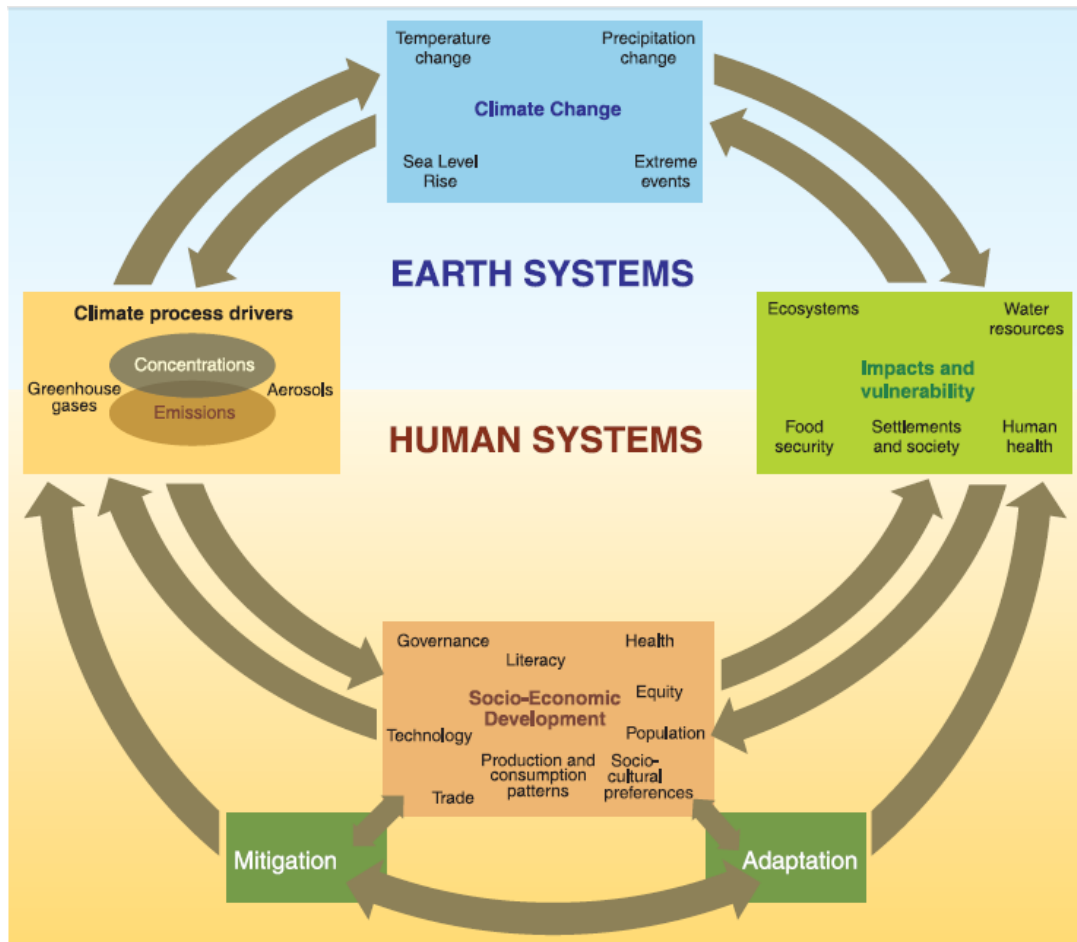 Temperature
change
Precipitation
change
Climate Change
Sea Level
Rise
Extreme
events
EARTH SYSTEMS
Climate process drivers
Concentrations
Greenhouse
gases
Aerosols
Emissions
Ecosystems
Water
resources
Impacts and
vulnerability
Food
security
Settlements
and society
Human
health
HUMAN SYSTEMS
Governance
Literacy
Health
Socio-Economic
Development
Equity
Technology
Population
Production and
consumption
patterns
Socio-
cultural
preferences
Trade
Mitigation
Adaptation